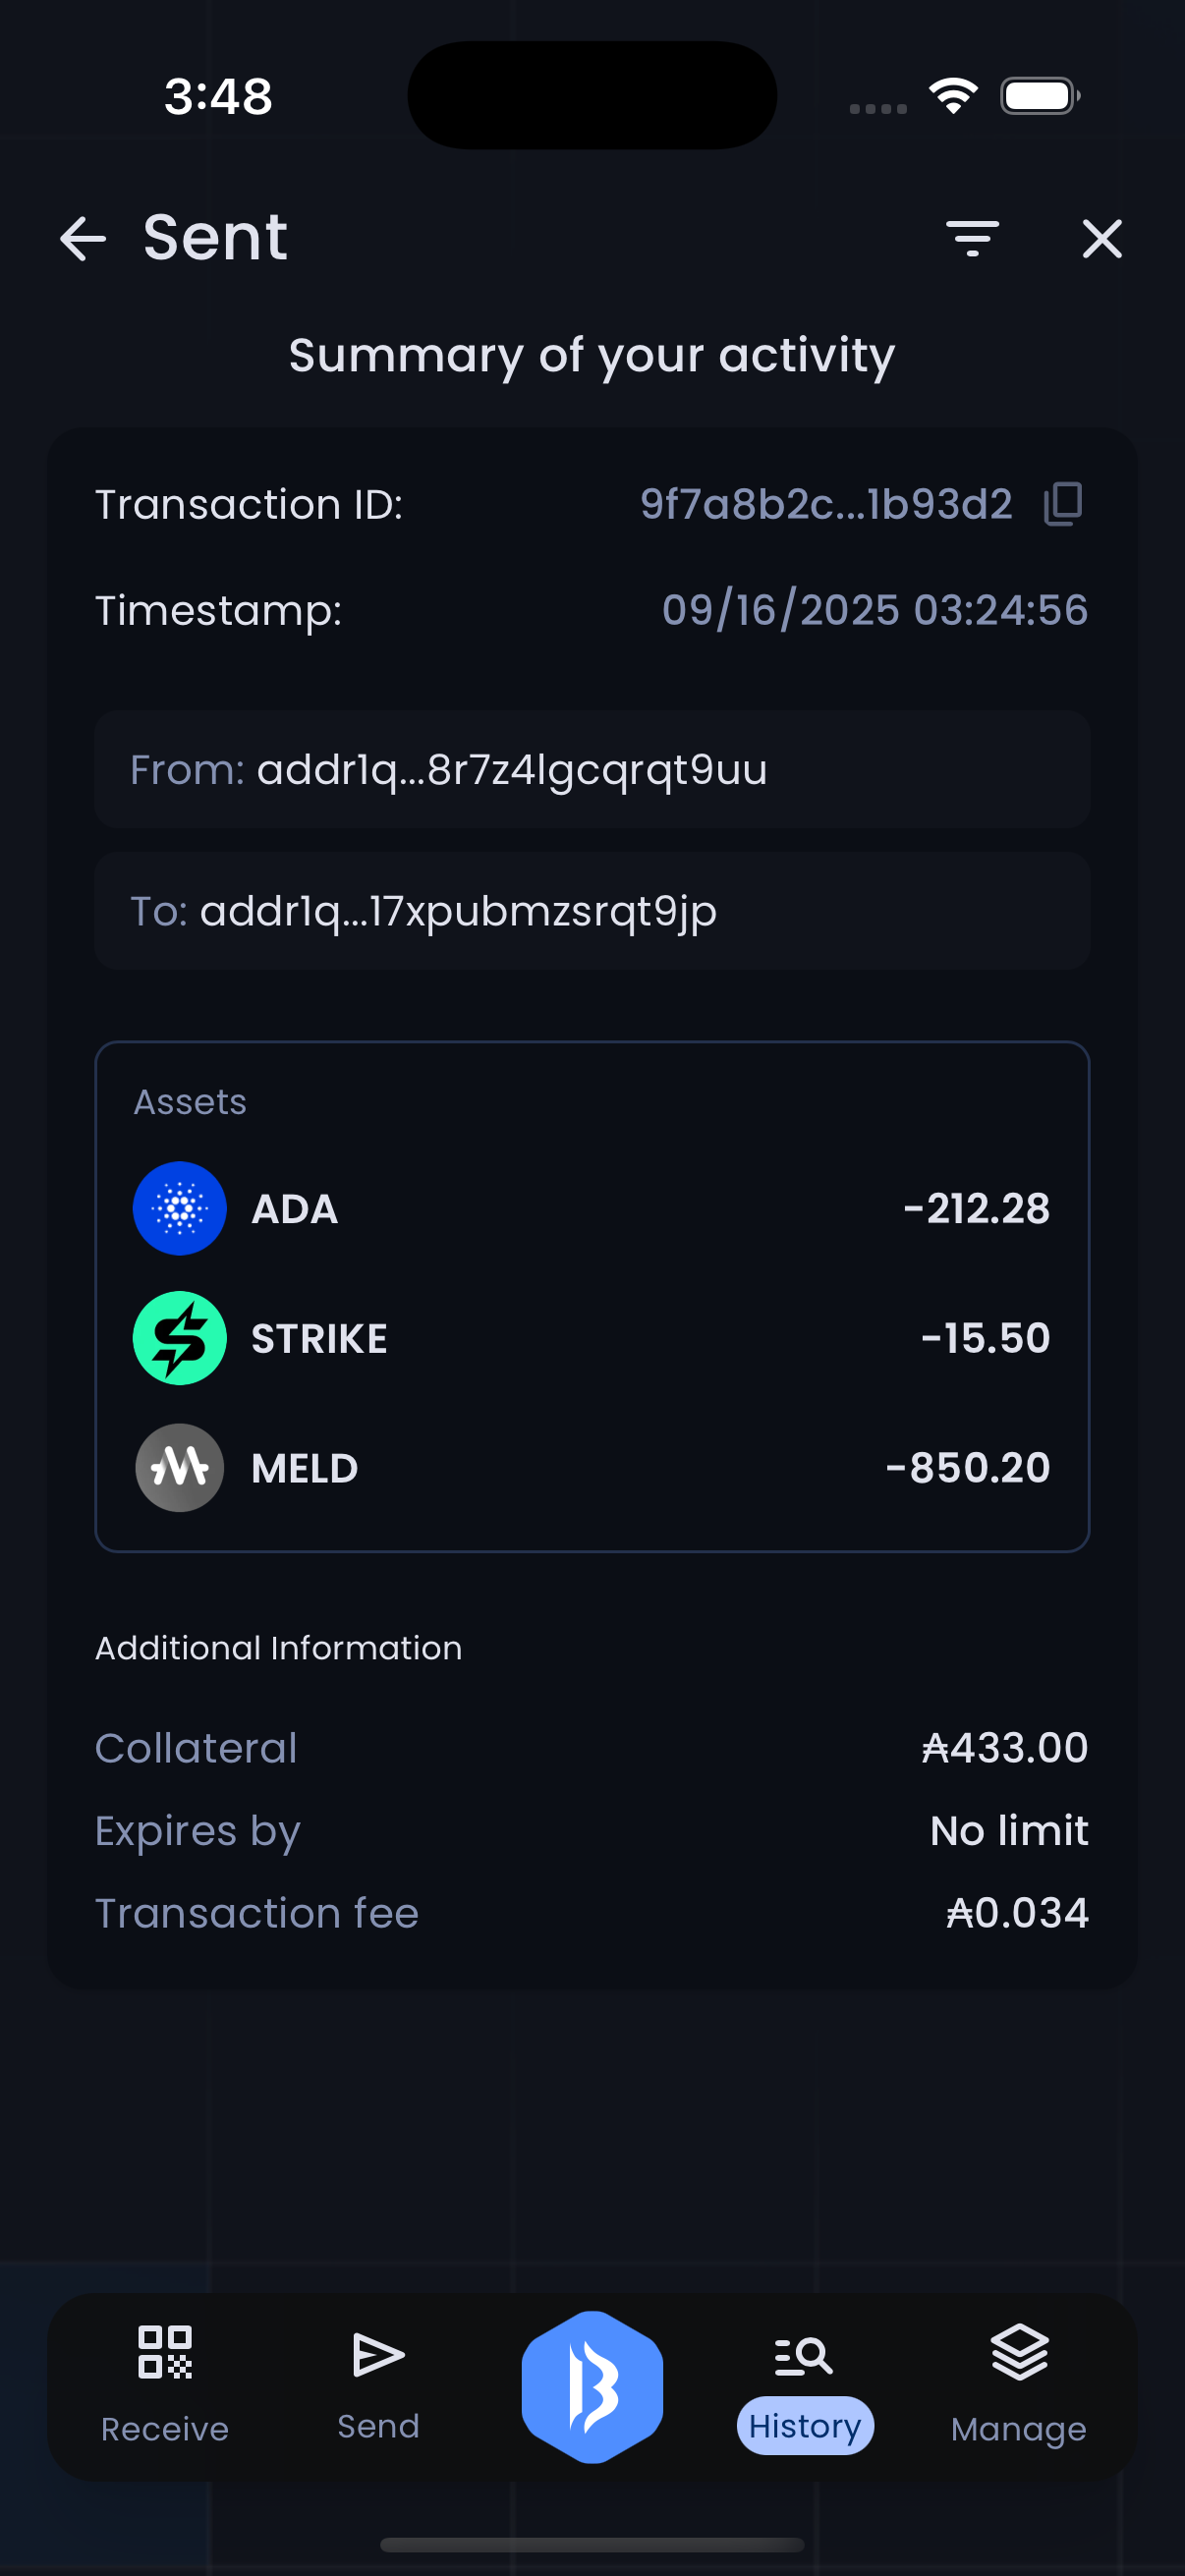 3:48
Sent
Summary of your activity
Transaction ID: 9f7a8b2c...1b93d2
Timestamp: 09/16/2025 03:24:56
From: addr1q...8r7z4lgcqrqt9uu
To: addr1q...17xpubmzsrqt9jp
Assets
ADA -212.28
STRIKE -15.50
MELD -850.20
Additional Information
Collateral ₳433.00
Expires by No limit
Transaction fee ₳0.034
Receive Send History Manage